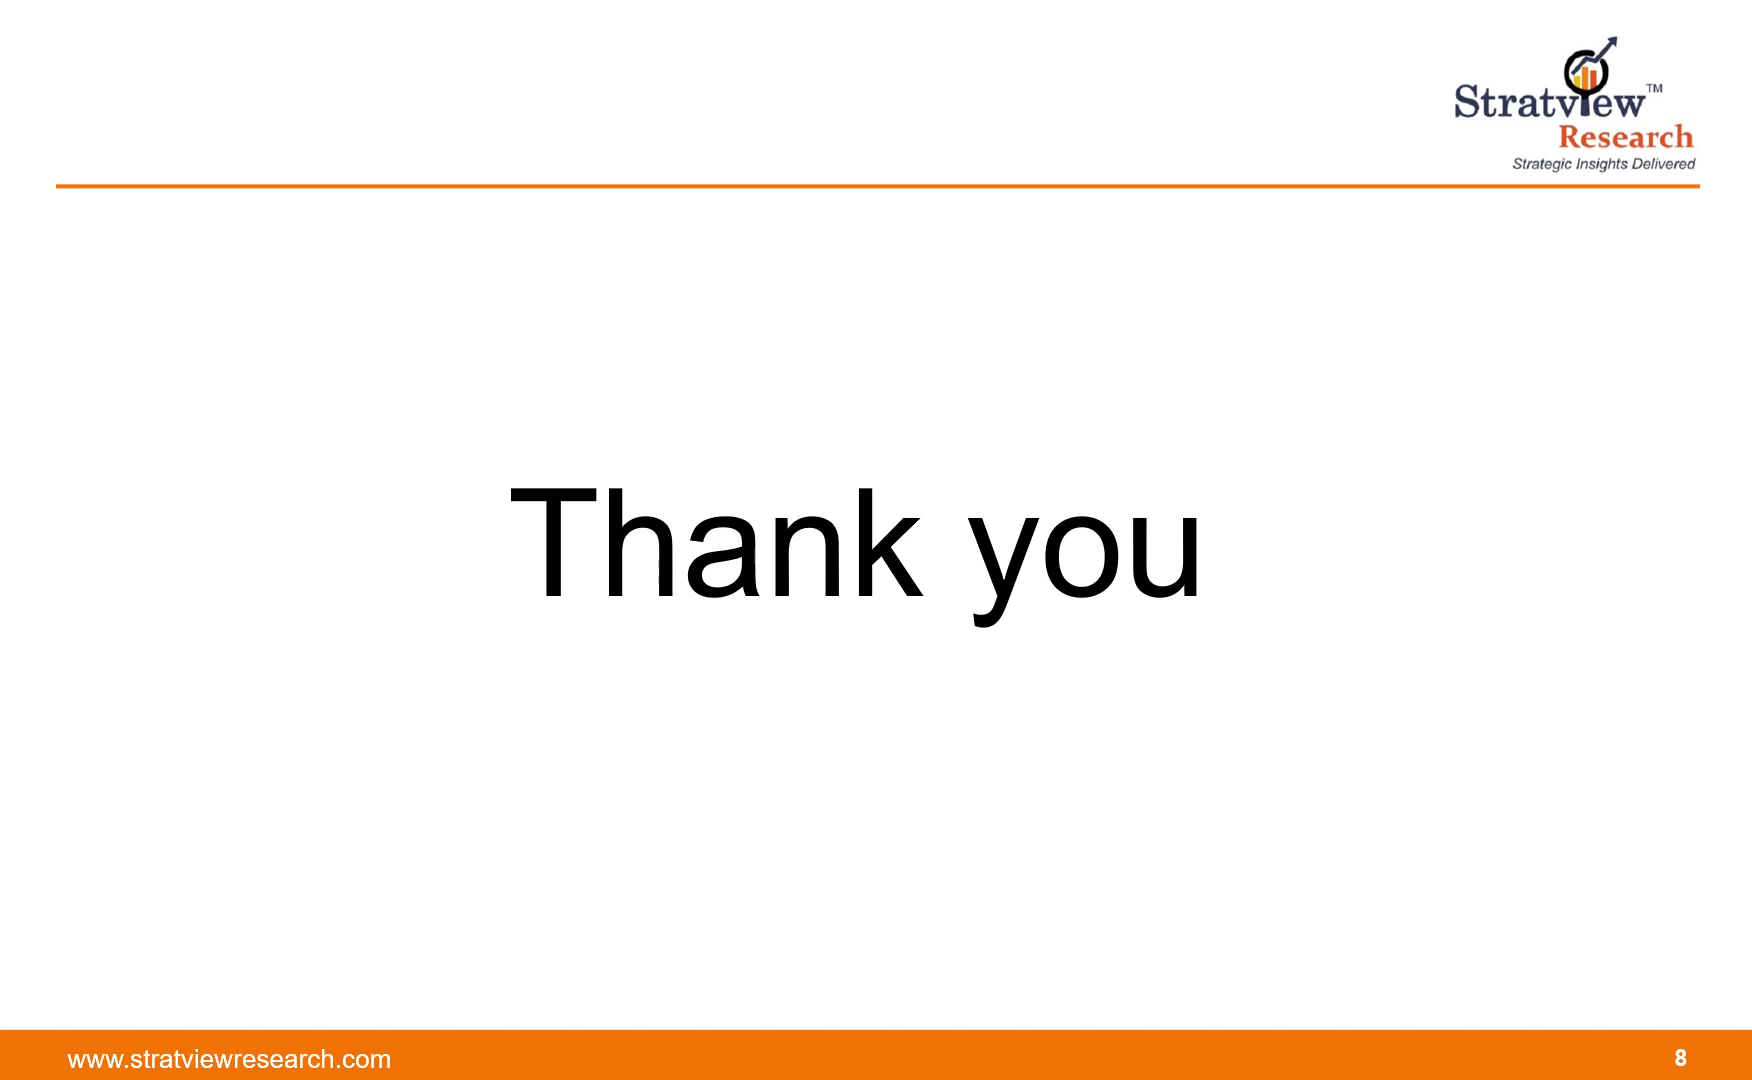 Stratview™
Research
Strategic Insights Delivered
Thank you
www.stratviewresearch.com
8